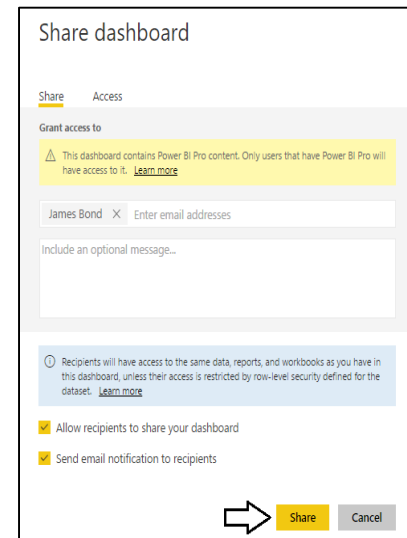 Share dashboard
Share Access
Grant access to
This dashboard contains Power BI Pro content. Only users that have Power BI Pro will
have access to it. Learn more
James Bond X Enter email addresses
Include an optional message...
Recipients will have access to the same data, reports, and workbooks as you have in
this dashboard, unless their access is restricted by row-level security defined for the
dataset. Learn more
Allow recipients to share your dashboard
Send email notification to recipients
Share Cancel